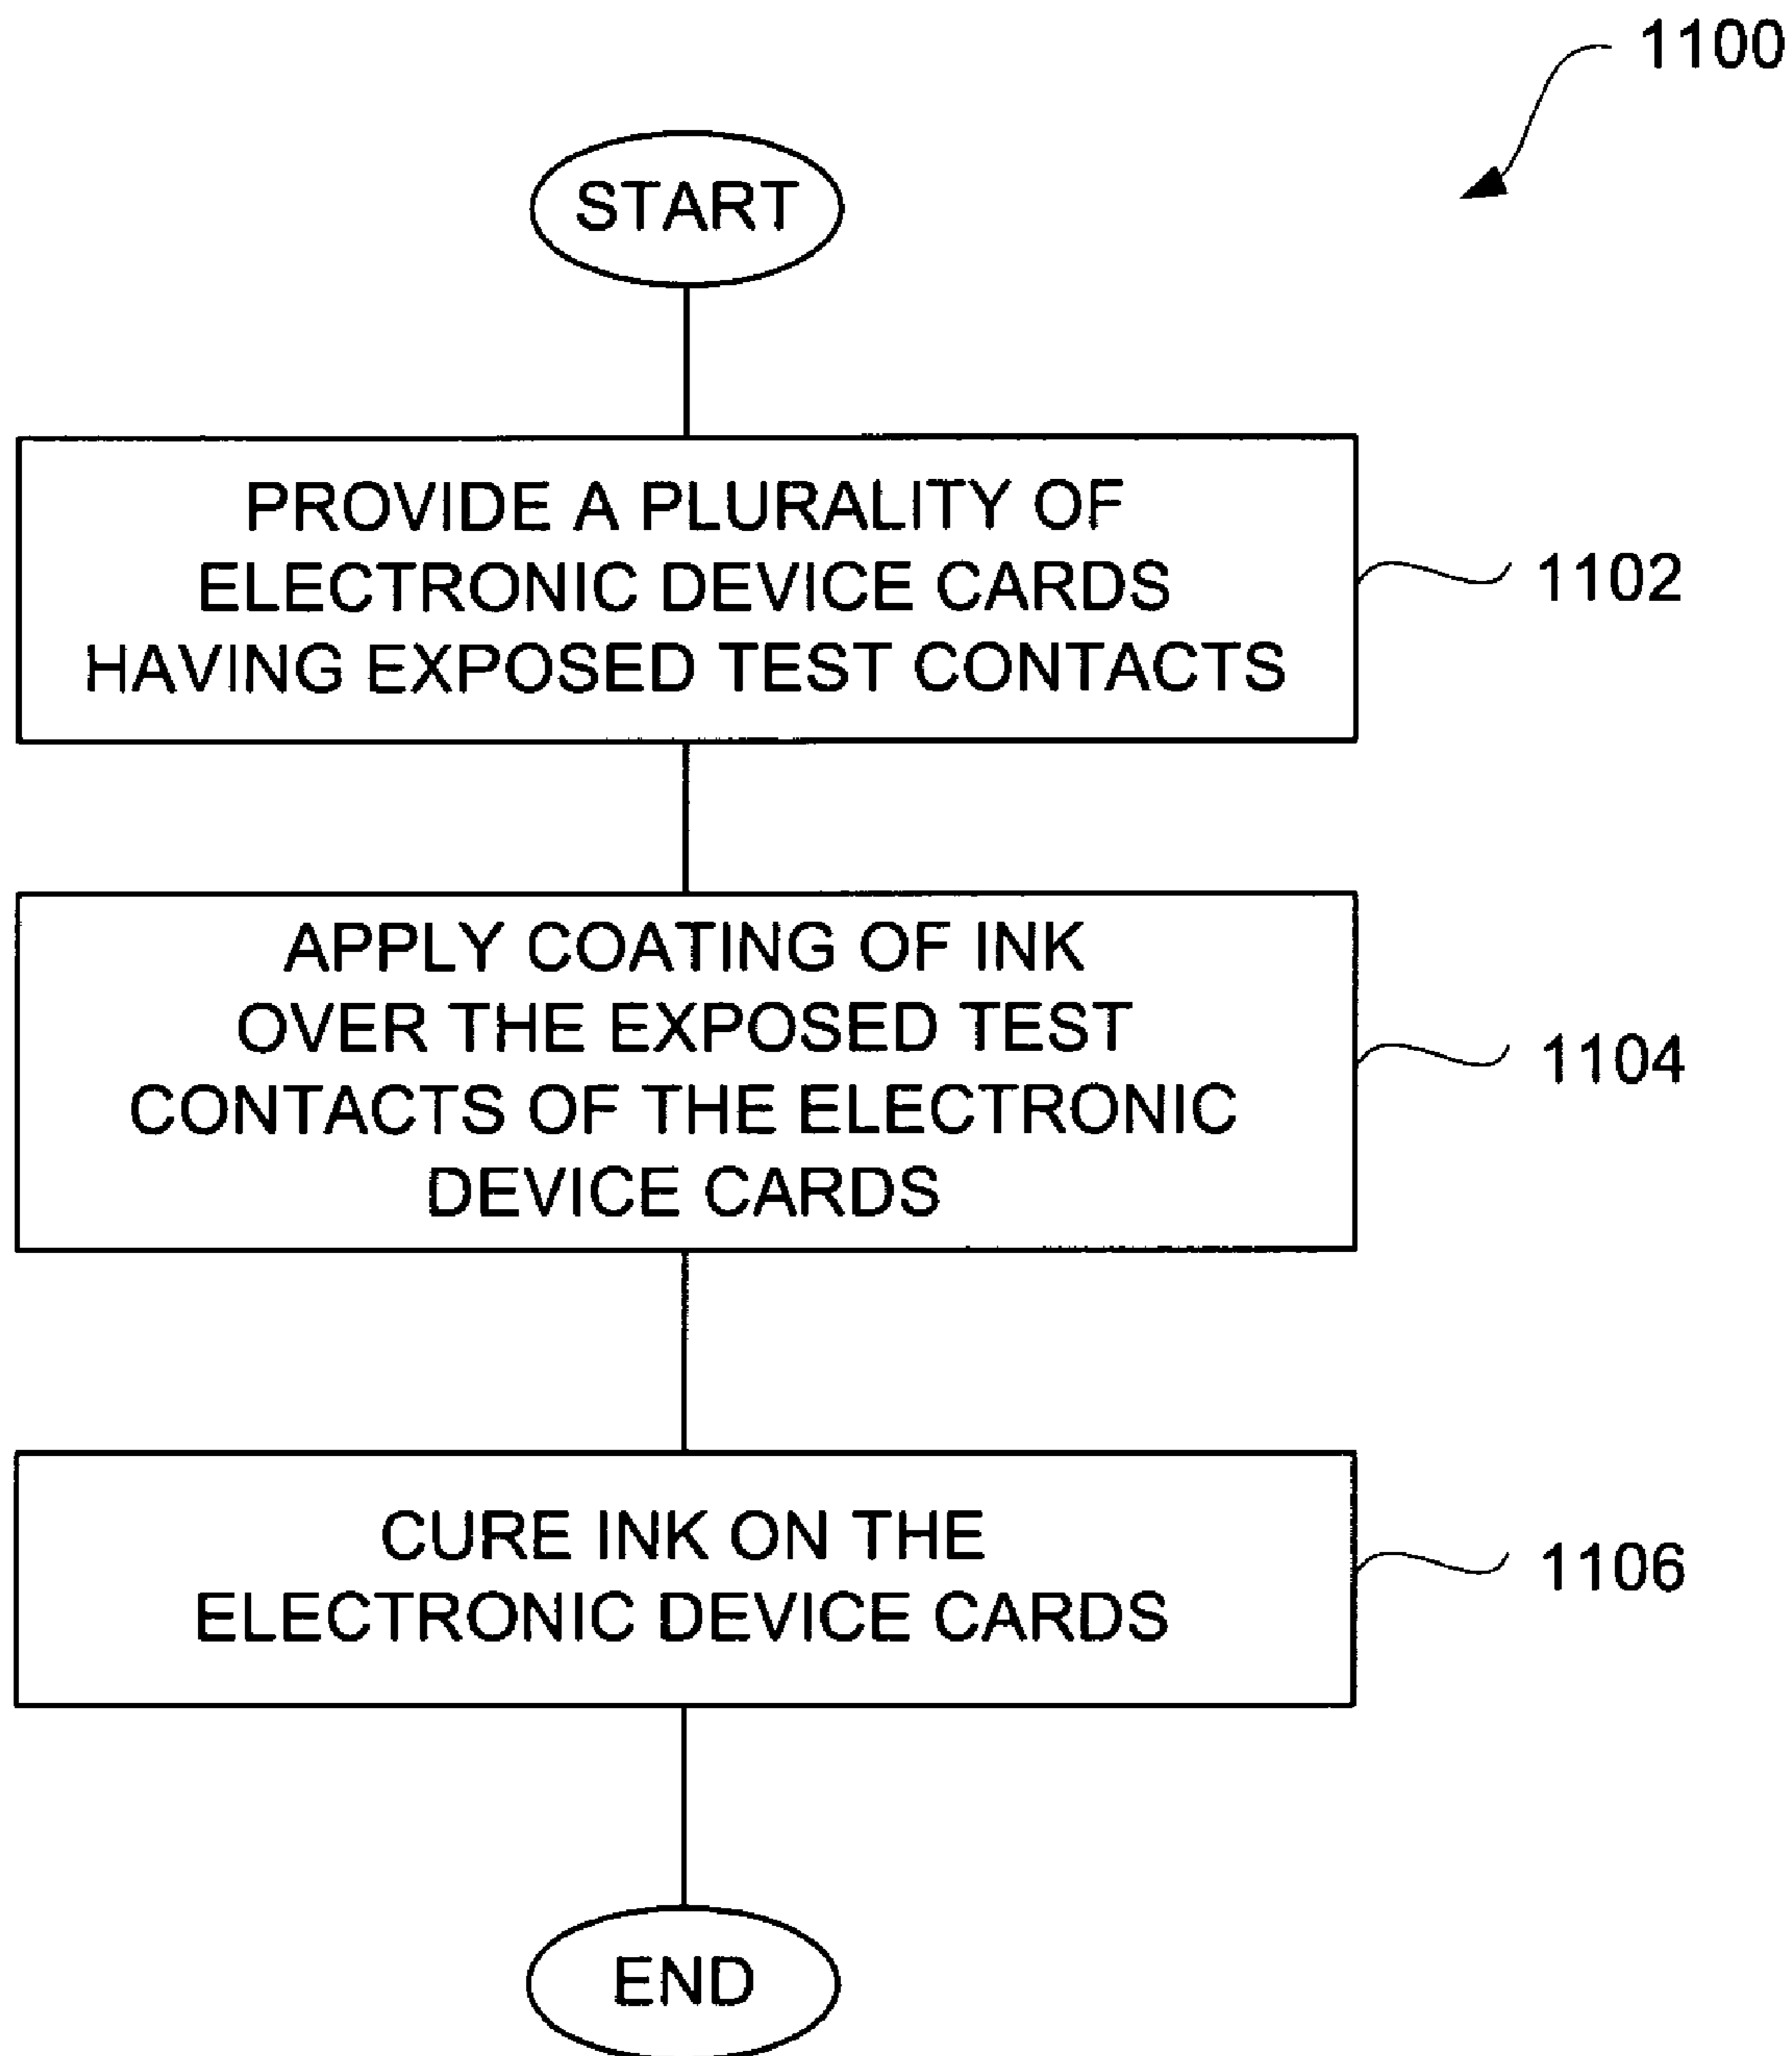 1100
START
PROVIDE A PLURALITY OF
ELECTRONIC DEVICE CARDS
HAVING EXPOSED TEST CONTACTS
1102
APPLY COATING OF INK
OVER THE EXPOSED TEST
CONTACTS OF THE ELECTRONIC
DEVICE CARDS
1104
CURE INK ON THE
ELECTRONIC DEVICE CARDS
1106
END